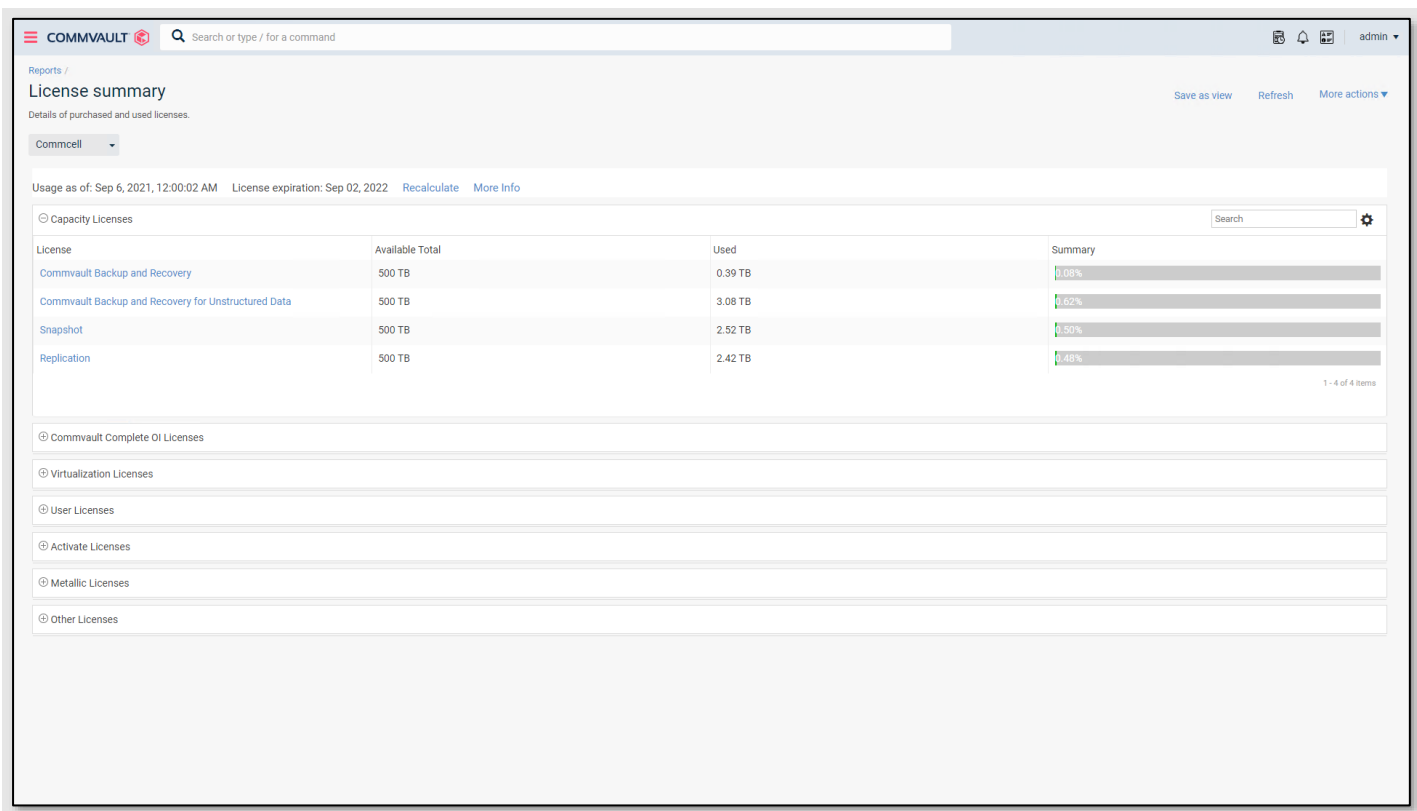 COMMVAULT Search or type / for a command admin
Reports /
License summary
Save as view Refresh More actions
Details of purchased and used licenses.
Commcell
Usage as of: Sep 6, 2021, 12:00:02 AM License expiration: Sep 02, 2022 Recalculate More Info
Capacity Licenses Search
License Available Total Used Summary
Commvault Backup and Recovery 500 TB 0.39 TB 0.08%
Commvault Backup and Recovery for Unstructured Data 500 TB 3.08 TB 0.62%
Snapshot 500 TB 2.52 TB 0.50%
Replication 500 TB 2.42 TB 0.48%
1 - 4 of 4 items
Commvault Complete OI Licenses
Virtualization Licenses
User Licenses
Activate Licenses
Metallic Licenses
Other Licenses